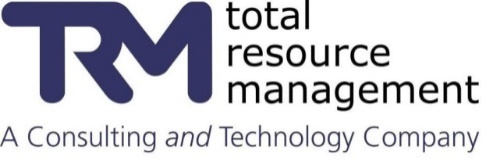 TRM total
resource
management
A Consulting and Technology Company